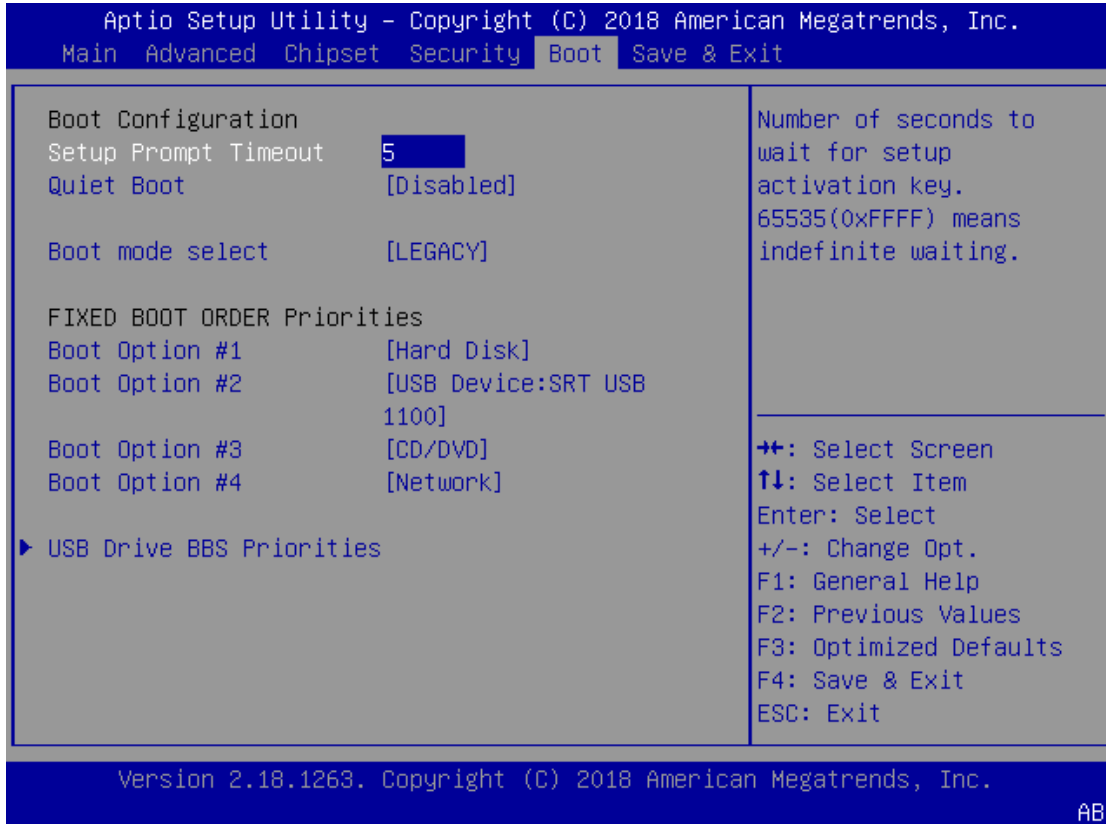 Aptio Setup Utility – Copyright (C) 2018 American Megatrends, Inc.
Main Advanced Chipset Security Boot Save & Exit
Boot Configuration
Setup Prompt Timeout 5
Quiet Boot [Disabled]
Boot mode select [LEGACY]
FIXED BOOT ORDER Priorities
Boot Option #1 [Hard Disk]
Boot Option #2 [USB Device:SRT USB
1100]
Boot Option #3 [CD/DVD]
Boot Option #4 [Network]
USB Drive BBS Priorities
Number of seconds to
wait for setup
activation key.
65535(0xFFFF) means
indefinite waiting.
→←: Select Screen
↑↓: Select Item
Enter: Select
+/-: Change Opt.
F1: General Help
F2: Previous Values
F3: Optimized Defaults
F4: Save & Exit
ESC: Exit
Version 2.18.1263. Copyright (C) 2018 American Megatrends, Inc.
AB